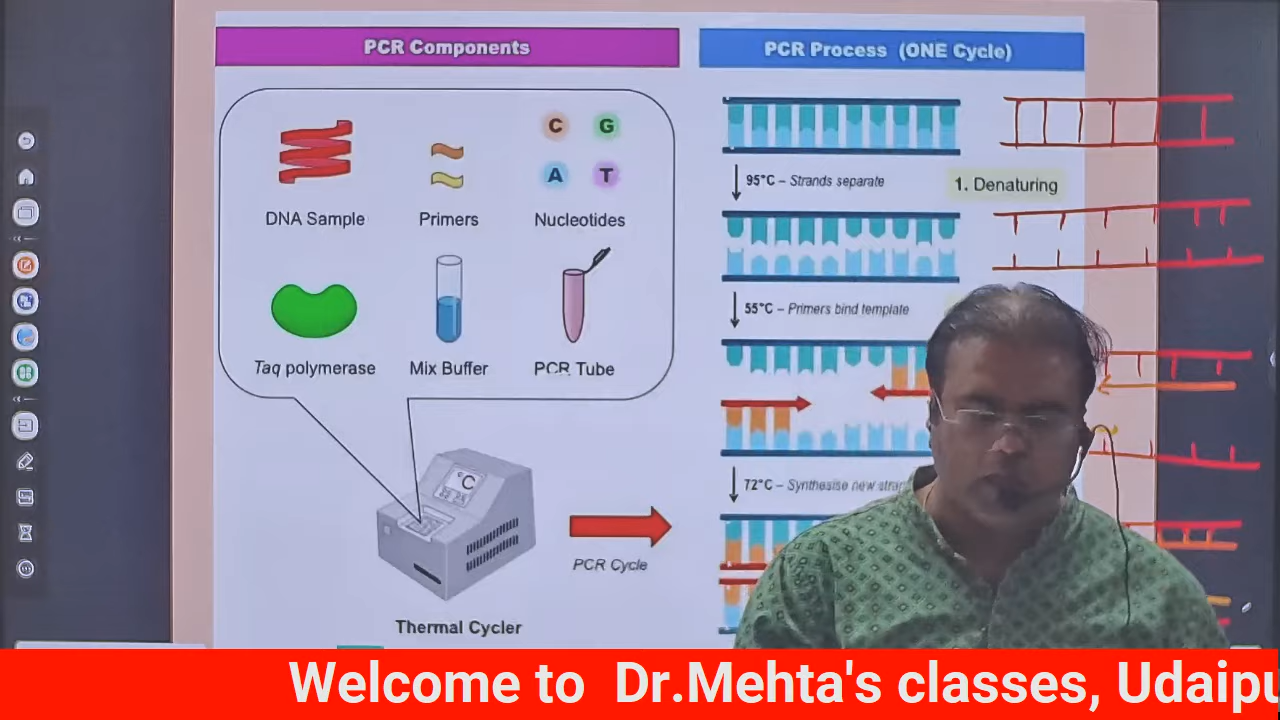 PCR Components
PCR Process (ONE Cycle)
C G
A T
DNA Sample
Primers
Nucleotides
Taq polymerase
Mix Buffer
PCR Tube
°C
PCR Cycle
Thermal Cycler
95°C – Strands separate
1. Denaturing
55°C – Primers bind template
72°C – Synthesise new
Welcome to Dr.Mehta's classes,